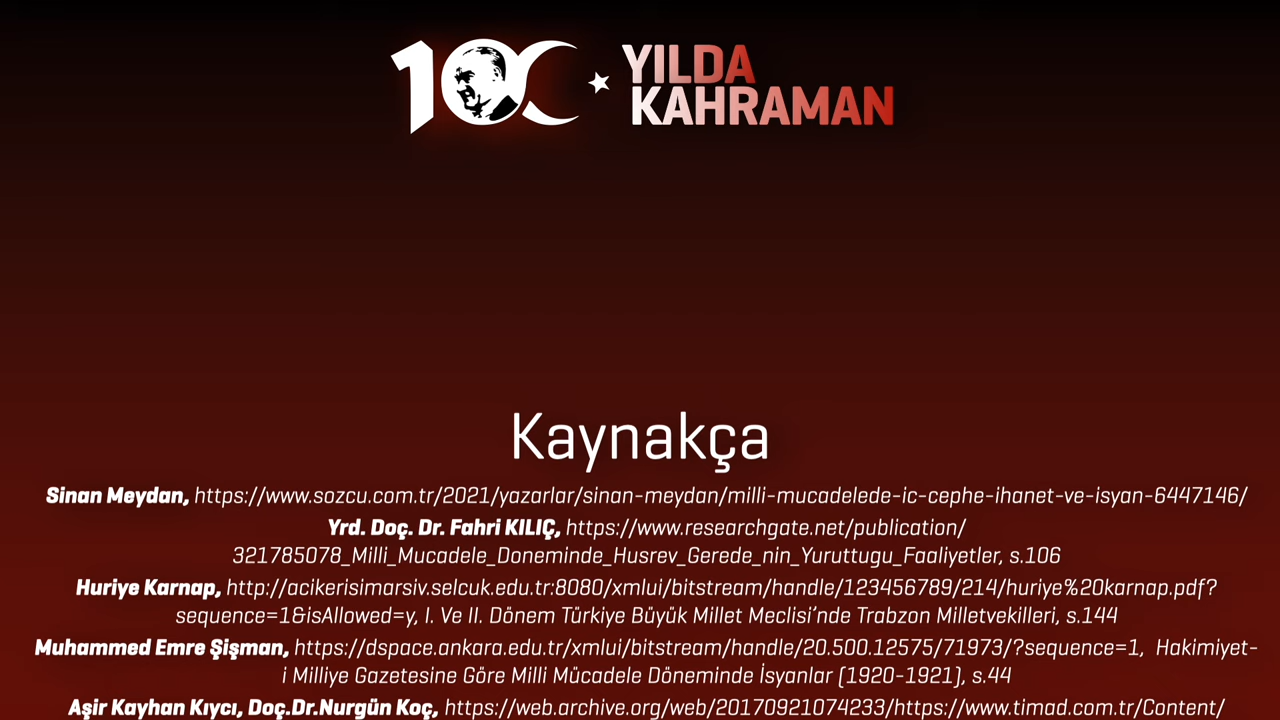 100 YILDA
KAHRAMAN
Kaynakça
Sinan Meydan, https://www.sozcu.com.tr/2021/yazarlar/sinan-meydan/milli-mucadelede-ic-cephe-ihanet-ve-isyan-6447146/
Yrd. Doç. Dr. Fahri KILIÇ, https://www.researchgate.net/publication/
321785078_Milli_Mucadele_Doneminde_Husrev_Gerede_nin_Yuruttugu_Faaliyetler, s.106
Huriye Karnap, http://acikerisimarsiv.selcuk.edu.tr:8080/xmlui/bitstream/handle/123456789/214/huriye%20karnap.pdf?
sequence=1&isAllowed=y, I. Ve II. Dönem Türkiye Büyük Millet Meclisi’nde Trabzon Milletvekilleri, s.144
Muhammed Emre Şişman, https://dspace.ankara.edu.tr/xmlui/bitstream/handle/20.500.12575/71973/?sequence=1, Hakimiyet-
i Milliye Gazetesine Göre Milli Mücadele Döneminde İsyanlar (1920-1921), s.44
Aşir Kayhan Kıycı, Doç.Dr.Nurgün Koç, https://web.archive.org/web/20170921074233/https://www.timad.com.tr/Content/